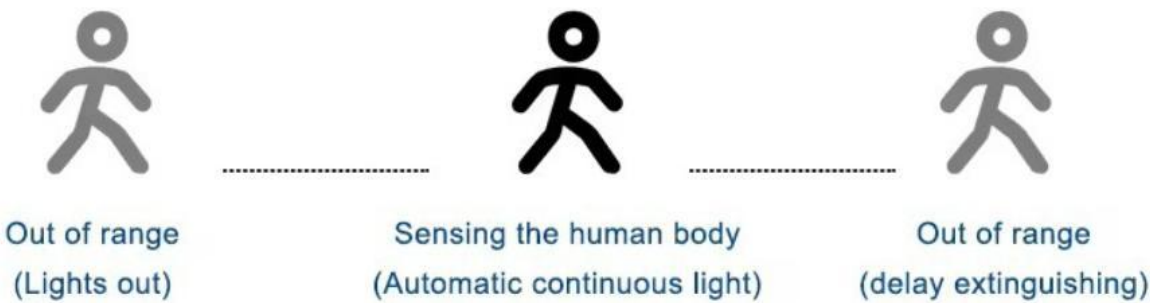 Out of range
(Lights out)
Sensing the human body
(Automatic continuous light)
Out of range
(delay extinguishing)